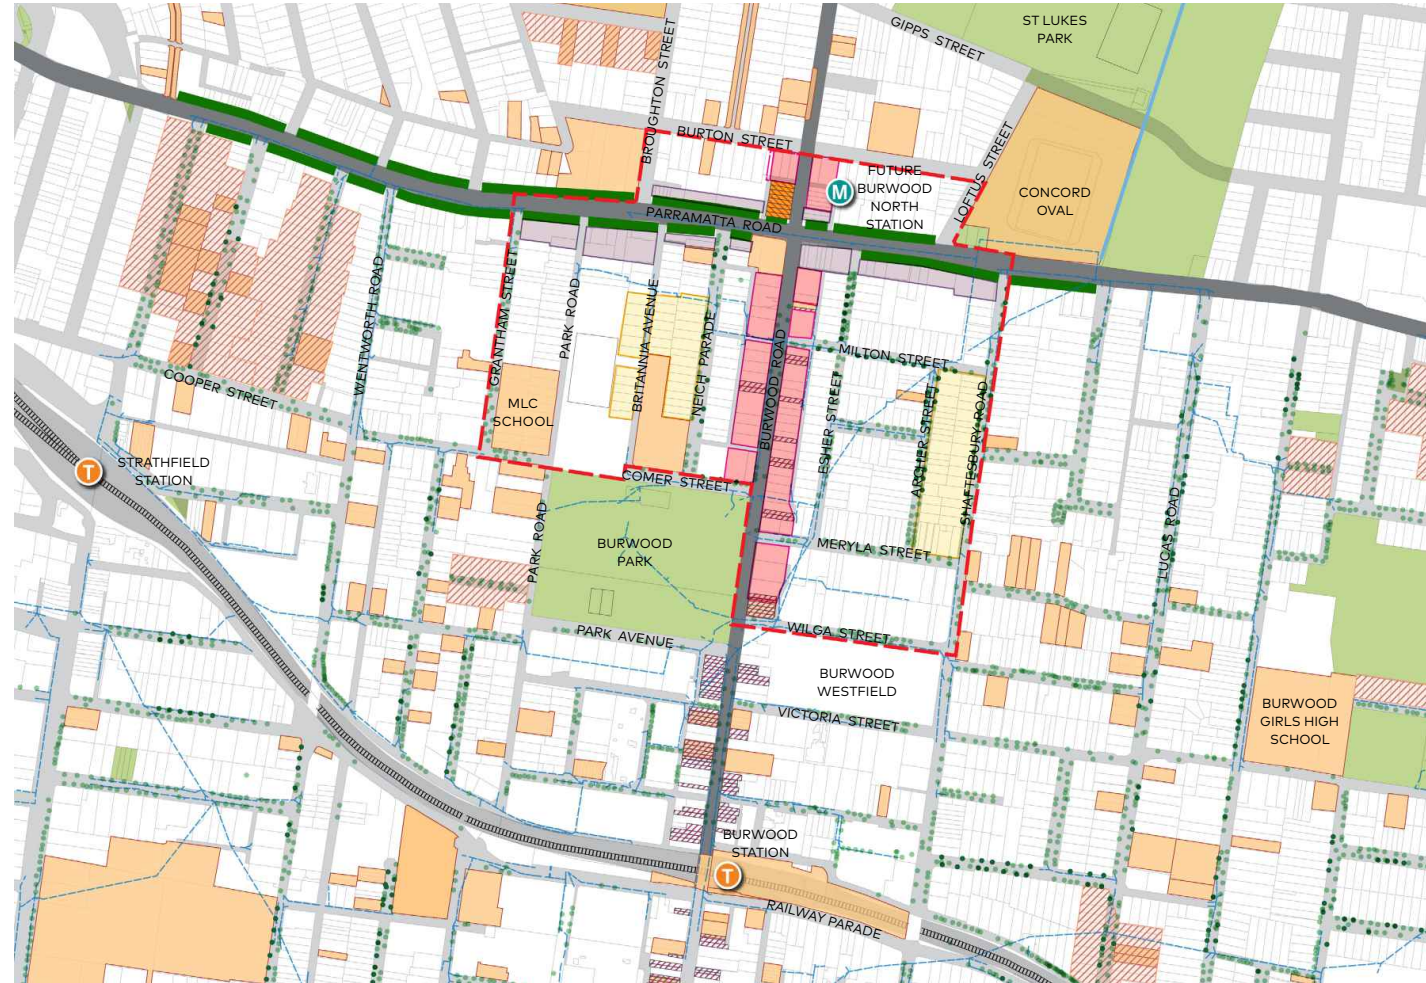 ST LUKES
PARK
GIPPS STREET
BROUGHTON STREET
BURTON STREET
LOFTUS STREET
CONCORD
OVAL
M
FUTURE
BURWOOD
NORTH
STATION
PARRAMATTA ROAD
WENTWORTH ROAD
GRANTHAM STREET
PARK ROAD
BRITANNIA AVENUE
NEICH PARADE
BURWOOD ROAD
MILTON STREET
ESHER STREET
ARCHER STREET
SHAFTESBURY ROAD
COOPER STREET
MLC
SCHOOL
T
STRATHFIELD
STATION
COMER STREET
PARK ROAD
BURWOOD
PARK
MERYLA STREET
LUCAS ROAD
PARK AVENUE
WILGA STREET
BURWOOD
WESTFIELD
VICTORIA STREET
BURWOOD
GIRLS HIGH
SCHOOL
BURWOOD
STATION
T
RAILWAY PARADE